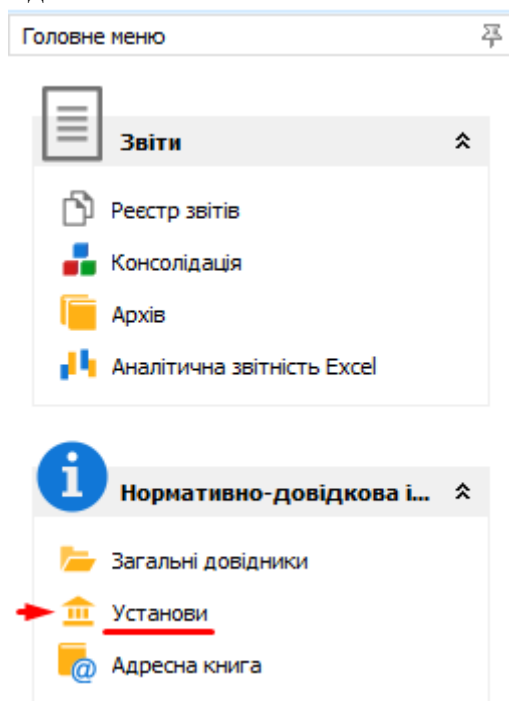 Головне меню
Звіти
Реєстр звітів
Консолідація
Архів
Аналітична звітність Excel
Нормативно-довідкова і...
Загальні довідники
Установи
Адресна книга